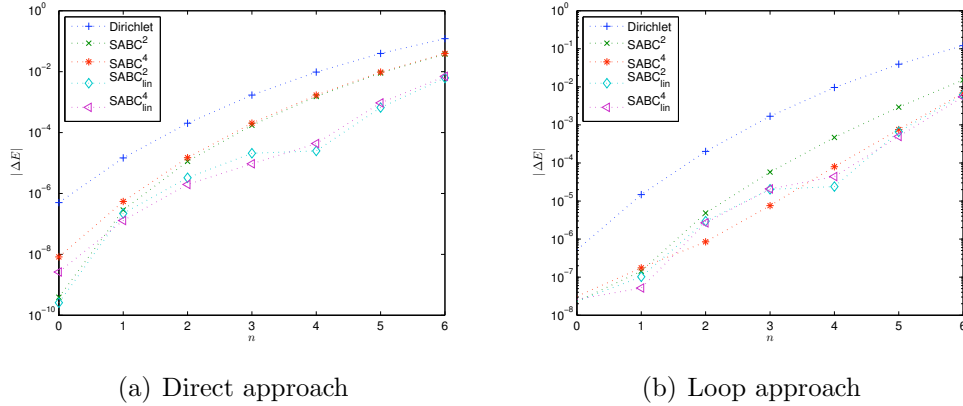 10^0
10^-2
10^-4
10^-6
10^-8
10^-10
|ΔE|
Dirichlet
SABC^2
SABC^4
SABC^2_lin
SABC^4_lin
0 1 2 3 4 5 6
n
(a) Direct approach
10^0
10^-1
10^-2
10^-3
10^-4
10^-5
10^-6
10^-7
10^-8
|ΔE|
Dirichlet
SABC^2
SABC^4
SABC^2_lin
SABC^4_lin
0 1 2 3 4 5 6
n
(b) Loop approach